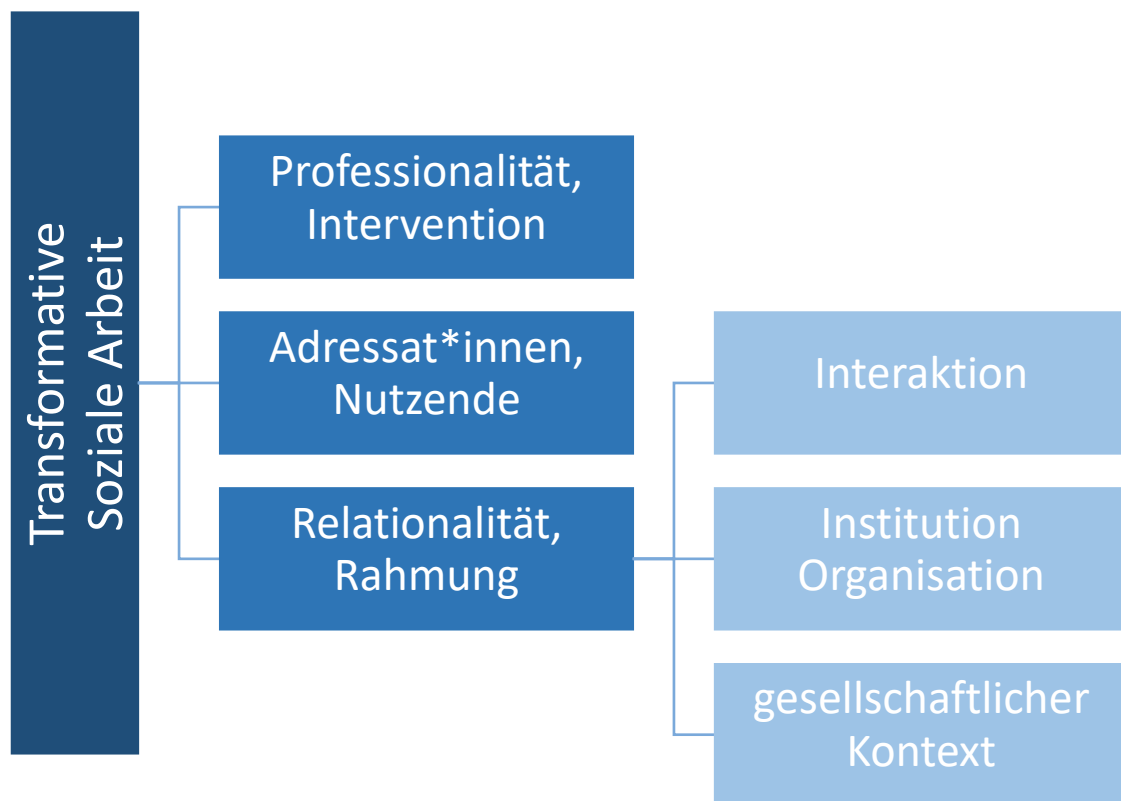 Transformative
Soziale Arbeit
Professionalität,
Intervention
Adressat*innen,
Nutzende
Relationalität,
Rahmung
Interaktion
Institution
Organisation
gesellschaftlicher
Kontext